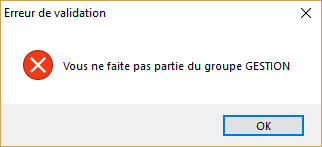 Erreur de validation
Vous ne faite pas partie du groupe GESTION
OK